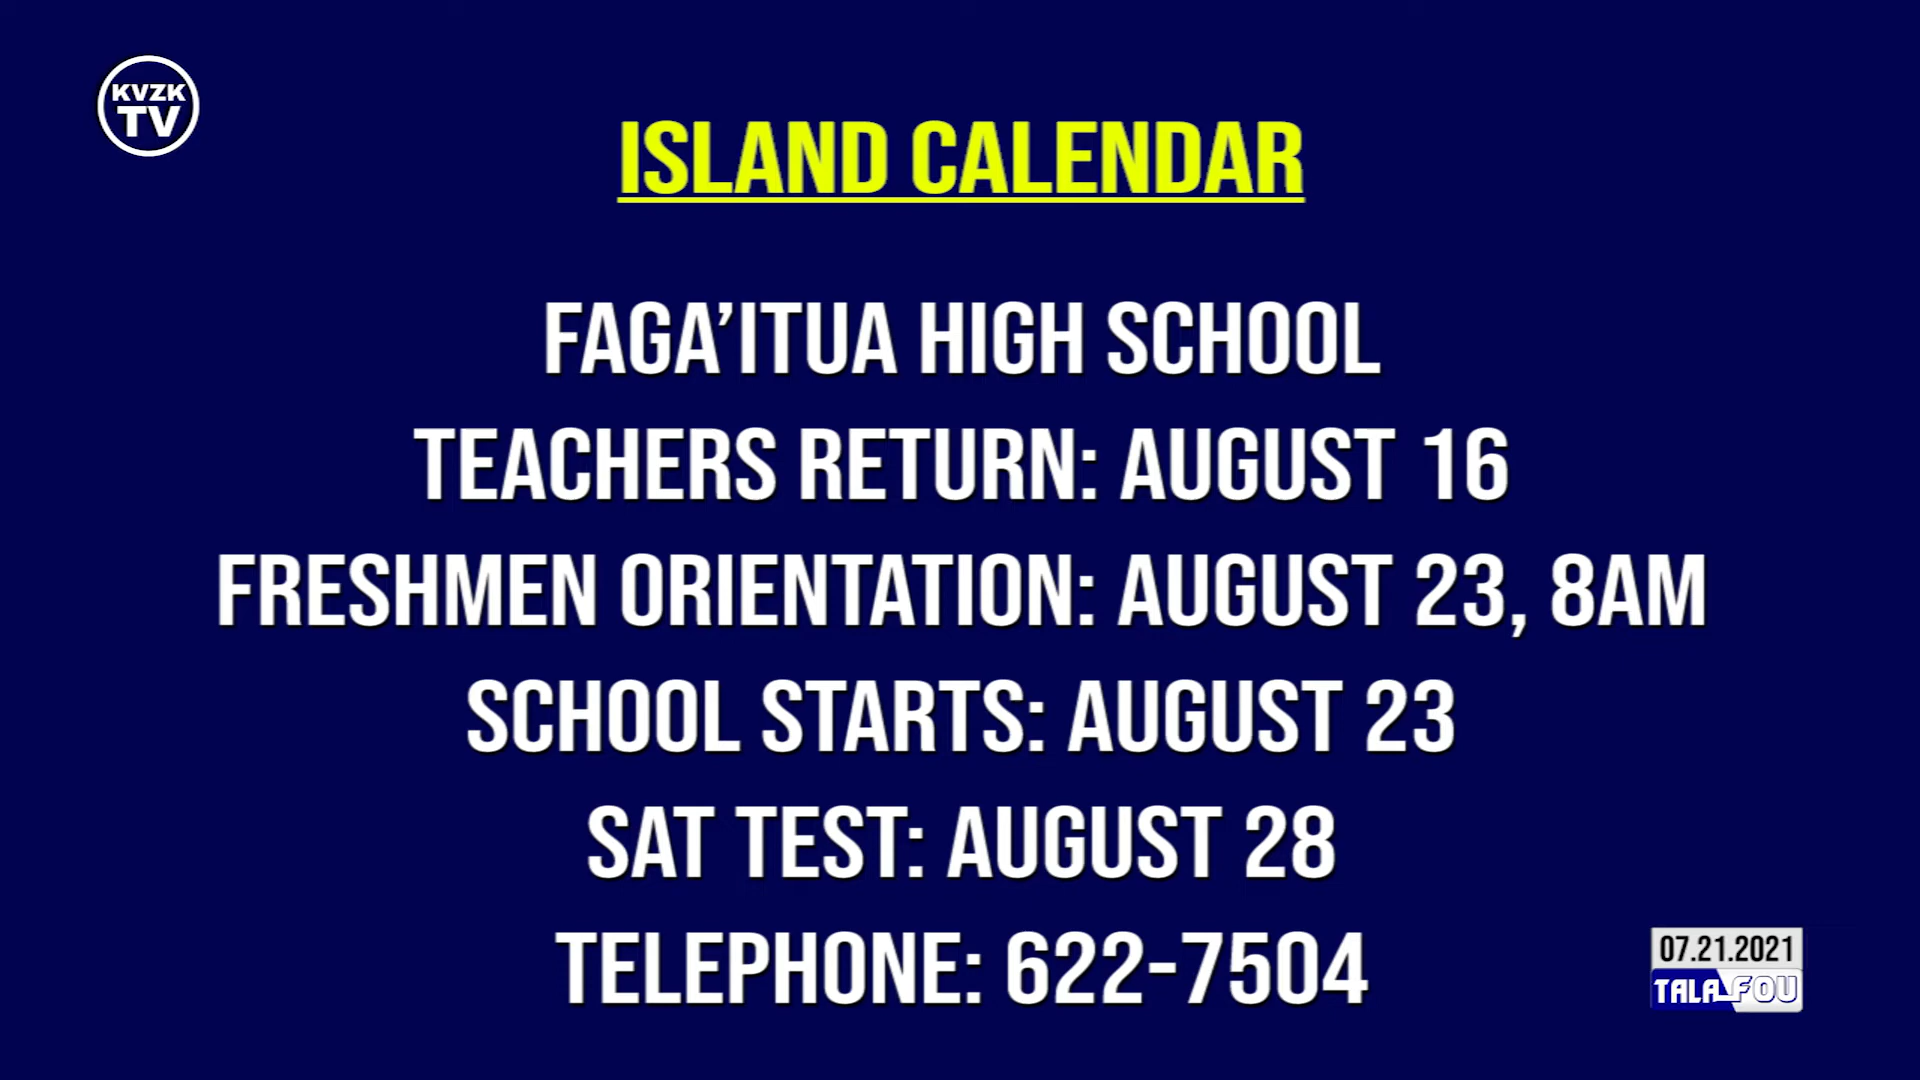 KVZK
TV
ISLAND CALENDAR
FAGA’ITUA HIGH SCHOOL
TEACHERS RETURN: AUGUST 16
FRESHMEN ORIENTATION: AUGUST 23, 8AM
SCHOOL STARTS: AUGUST 23
SAT TEST: AUGUST 28
TELEPHONE: 622-7504
07.21.2021
TALA FOU